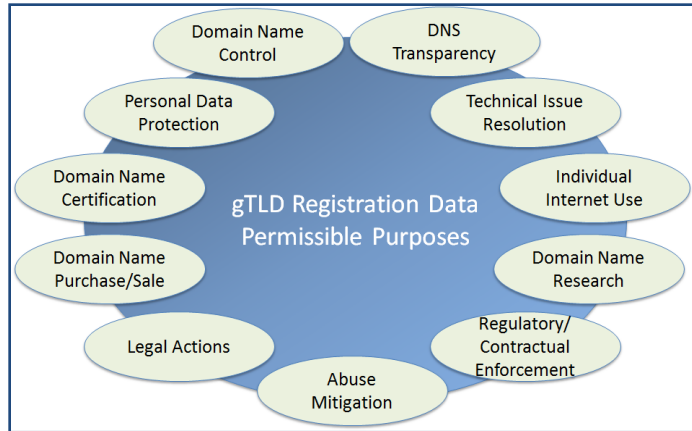 Domain Name
Control
DNS
Transparency
Personal Data
Protection
Technical Issue
Resolution
Domain Name
Certification
Individual
Internet Use
gTLD Registration Data
Permissible Purposes
Domain Name
Purchase/Sale
Domain Name
Research
Legal Actions
Regulatory/
Contractual
Enforcement
Abuse
Mitigation